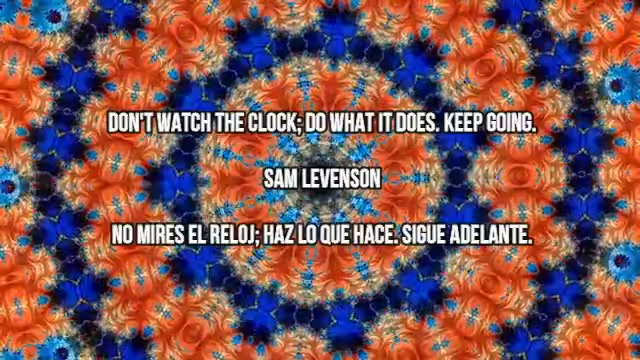 DON'T WATCH THE CLOCK; DO WHAT IT DOES. KEEP GOING.
SAM LEVENSON
NO MIRES EL RELOJ; HAZ LO QUE HACE. SIGUE ADELANTE.